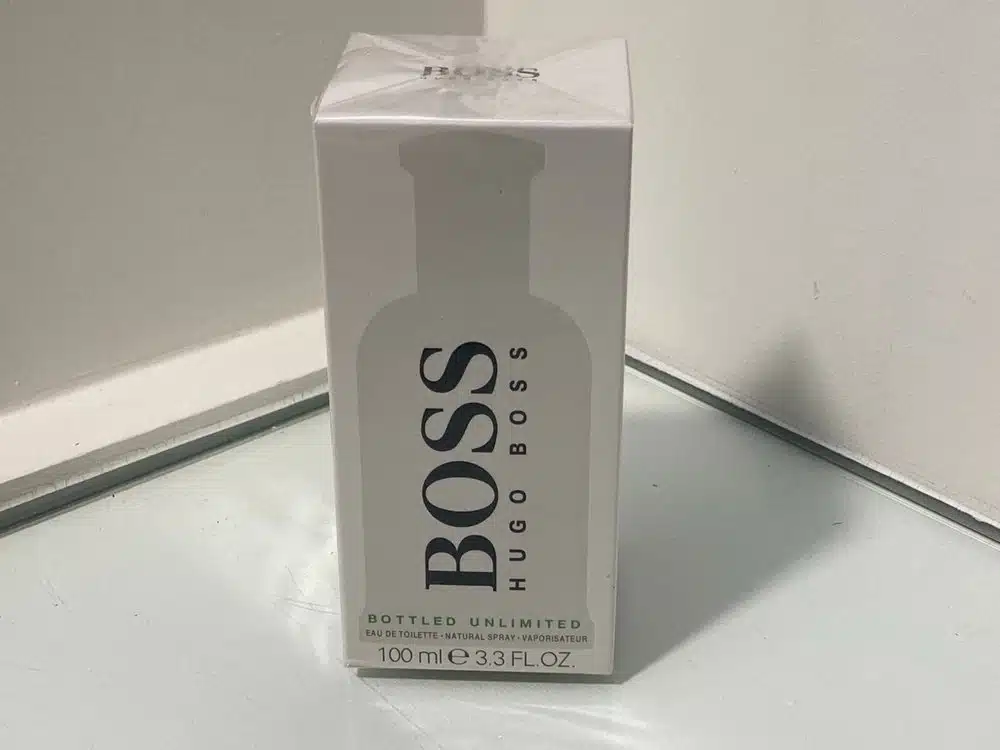 BOSS
BOSS
HUGO BOSS
BOTTLED UNLIMITED
EAU DE TOILETTE · NATURAL SPRAY · VAPORISATEUR
100 ml ℮ 3.3 FL.OZ.